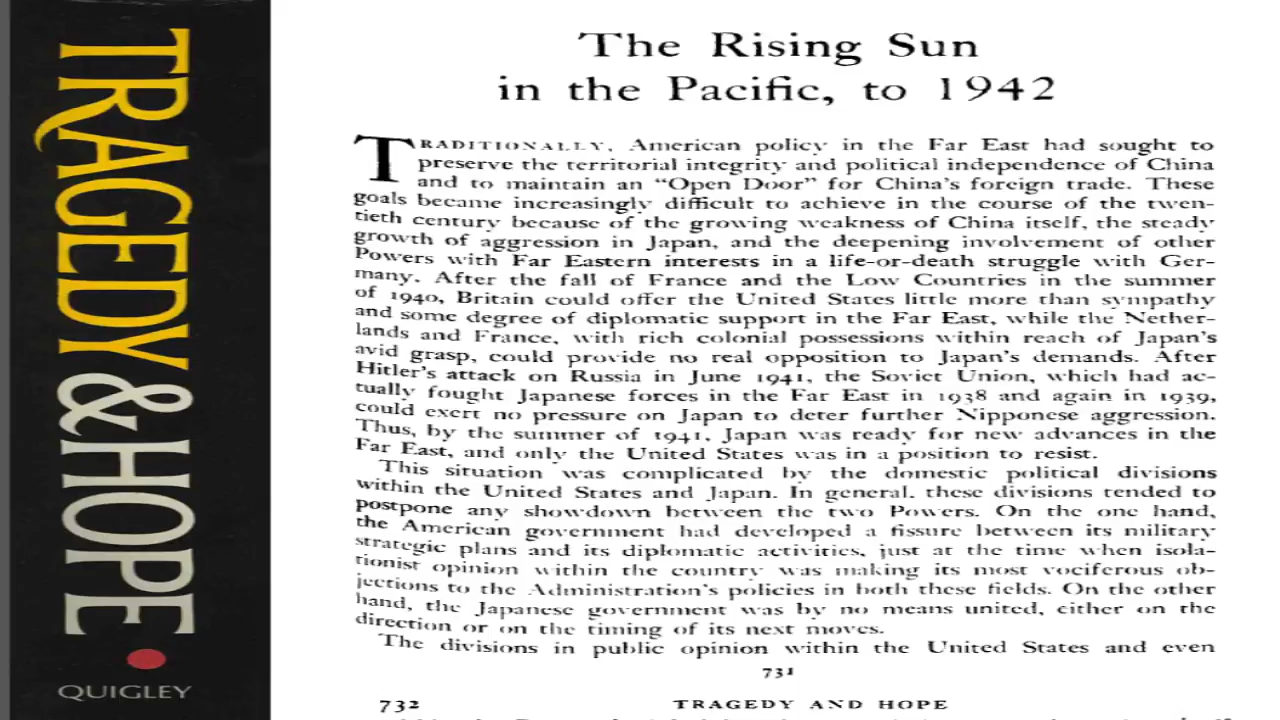 TRAGEDY & HOPE
QUIGLEY
The Rising Sun
in the Pacific, to 1942
TRADITIONALLY, American policy in the Far East had sought to
preserve the territorial integrity and political independence of China
and to maintain an “Open Door” for China’s foreign trade. These
goals became increasingly difficult to achieve in the course of the twen-
tieth century because of the growing weakness of China itself, the steady
growth of aggression in Japan, and the deepening involvement of other
Powers with Far Eastern interests in a life-or-death struggle with Ger-
many. After the fall of France and the Low Countries in the summer
of 1940, Britain could offer the United States little more than sympathy
and some degree of diplomatic support in the Far East, while the Nether-
lands and France, with rich colonial possessions within reach of Japan’s
avid grasp, could provide no real opposition to Japan’s demands. After
Hitler’s attack on Russia in June 1941, the Soviet Union, which had ac-
tually fought Japanese forces in the Far East in 1938 and again in 1939,
could exert no pressure on Japan to deter further Nipponese aggression.
Thus, by the summer of 1941, Japan was ready for new advances in the
Far East, and only the United States was in a position to resist.
This situation was complicated by the domestic political divisions
within the United States and Japan. In general, these divisions tended to
postpone any showdown between the two Powers. On the one hand,
the American government had developed a fissure between its military
strategic plans and its diplomatic activities, just at the time when isola-
tionist opinion within the country was making its most vociferous ob-
jections to the Administration’s policies in both these fields. On the other
hand, the Japanese government was by no means united, either on the
direction or on the timing of its next moves.
The divisions in public opinion within the United States and even
731
732 TRAGEDY AND HOPE